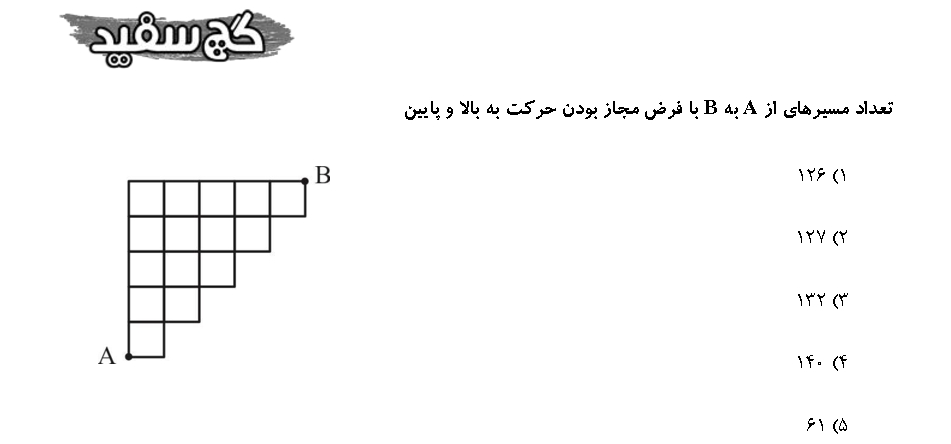 گچ سفید
تعداد مسیرهای از A به B با فرض مجاز بودن حرکت به بالا و پایین
۱) ۱۲۶
B
۲) ۱۲۷
۳) ۱۳۲
A
۴) ۱۴۰
۵) ۶۱